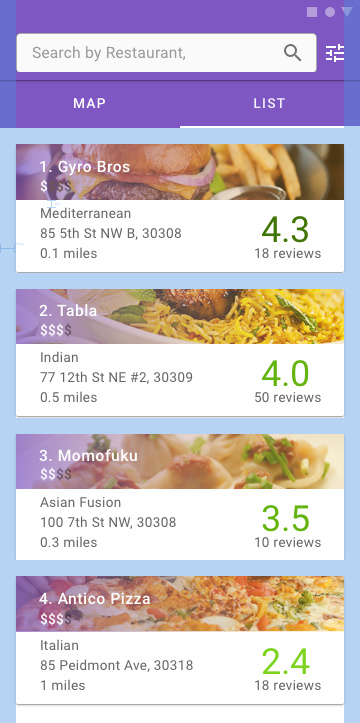 Search by Restaurant,
MAP
LIST
1. Gyro Bros
$$$$
Mediterranean
85 5th St NW B, 30308
0.1 miles
4.3
18 reviews
2. Tabla
$$$$
Indian
77 12th St NE #2, 30309
0.5 miles
4.0
50 reviews
3. Momofuku
$$$$
Asian Fusion
100 7th St NW, 30308
0.3 miles
3.5
10 reviews
4. Antico Pizza
$$$$
Italian
85 Peidmont Ave, 30318
1 miles
2.4
18 reviews